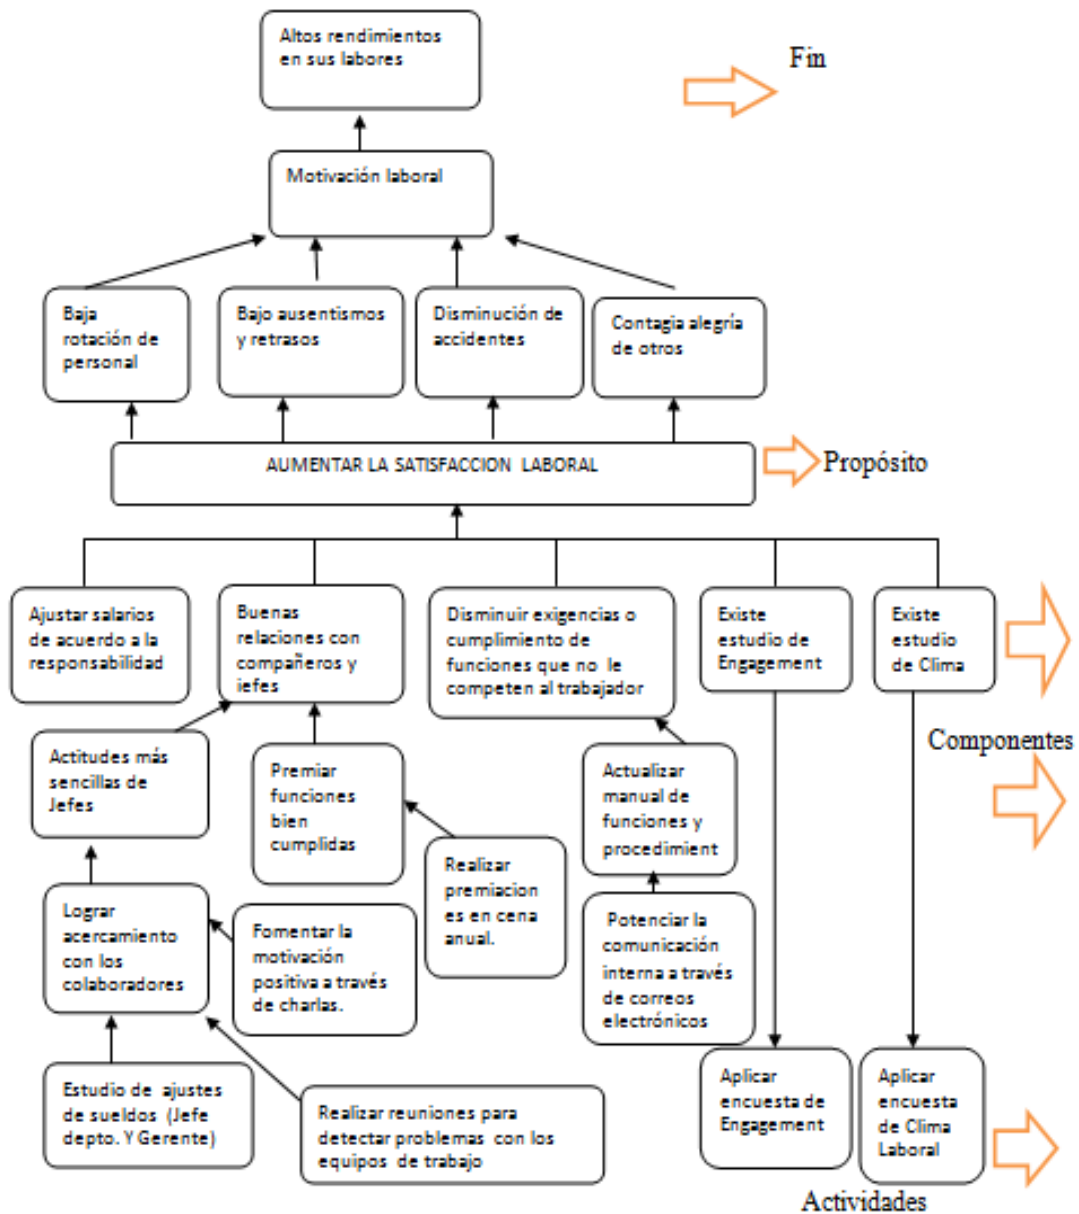 Altos rendimientos
en sus labores
Fin
Motivación laboral
Baja
rotación de
personal
Bajo ausentismos
y retrasos
Disminución de
accidentes
Contagia alegría
de otros
AUMENTAR LA SATISFACCION LABORAL
Propósito
Ajustar salarios
de acuerdo a la
responsabilidad
Buenas
relaciones con
compañeros y
jefes
Disminuir exigencias o
cumplimiento de
funciones que no le
competen al trabajador
Existe
estudio de
Engagement
Existe
estudio
de Clima
Componentes
Actitudes más
sencillas de
Jefes
Premiar
funciones
bien
cumplidas
Actualizar
manual de
funciones y
procedimient
Realizar
premiacion
es en cena
anual.
Lograr
acercamiento
con los
colaboradores
Fomentar la
motivación
positiva a través
de charlas.
Potenciar la
comunicación
interna a través
de correos
electrónicos
Estudio de ajustes
de sueldos (Jefe
depto. Y Gerente)
Realizar reuniones para
detectar problemas con los
equipos de trabajo
Aplicar
encuesta de
Engagement
Aplicar
encuesta
de Clima
Laboral
Actividades